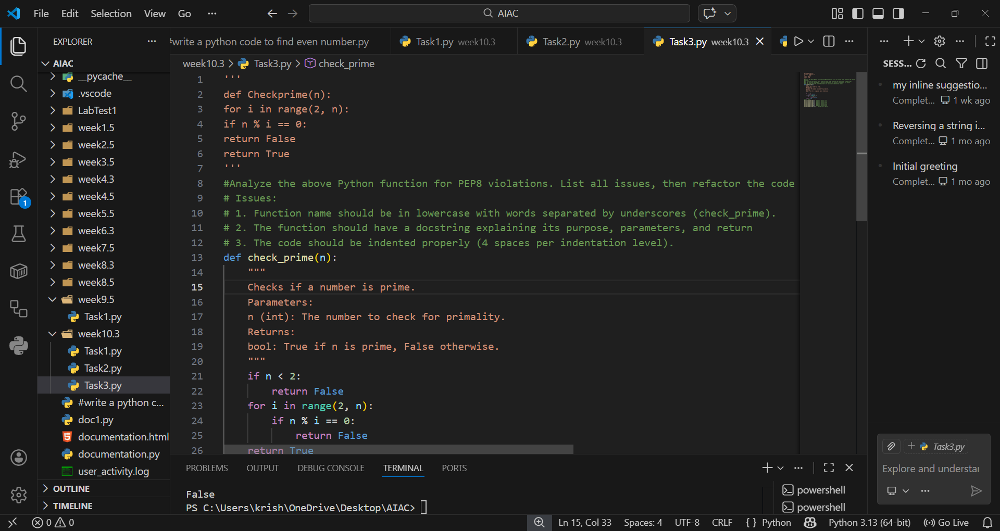 File Edit Selection View Go ··· AIAC
EXPLORER ···
AIAC
__pycache__
.vscode
LabTest1
week1.5
week2.5
week3.5
week4.3
week4.5
week5.5
week6.3
week7.5
week8.3
week8.5
week9.5
Task1.py
week10.3
Task1.py
Task2.py
Task3.py
#write a python c...
doc1.py
documentation.html
documentation.py
user_activity.log
OUTLINE
TIMELINE
1
#write a python code to find even number.py Task1.py week10.3 Task2.py week10.3 Task3.py week10.3
week10.3 > Task3.py > check_prime
1 '''
2 def Checkprime(n):
3 for i in range(2, n):
4 if n % i == 0:
5 return False
6 return True
7 '''
8 #Analyze the above Python function for PEP8 violations. List all issues, then refactor the code
9 # Issues:
10 # 1. Function name should be in lowercase with words separated by underscores (check_prime).
11 # 2. The function should have a docstring explaining its purpose, parameters, and return
12 # 3. The code should be indented properly (4 spaces per indentation level).
13 def check_prime(n):
14 """
15 Checks if a number is prime.
16 Parameters:
17 n (int): The number to check for primality.
18 Returns:
19 bool: True if n is prime, False otherwise.
20 """
21 if n < 2:
22 return False
23 for i in range(2, n):
24 if n % i == 0:
25 return False
26 return True
PROBLEMS OUTPUT DEBUG CONSOLE TERMINAL PORTS
False
PS C:\Users\krish\OneDrive\Desktop\AIAC>
powershell
powershell
SESS...
my inline suggestio...
Complet... 1 wk ago
Reversing a string i...
Complet... 1 mo ago
Initial greeting
Complet... 1 mo ago
Task3.py
Explore and understa
0 0 Ln 15, Col 33 Spaces: 4 UTF-8 CRLF { } Python Python 3.13 (64-bit) Go Live